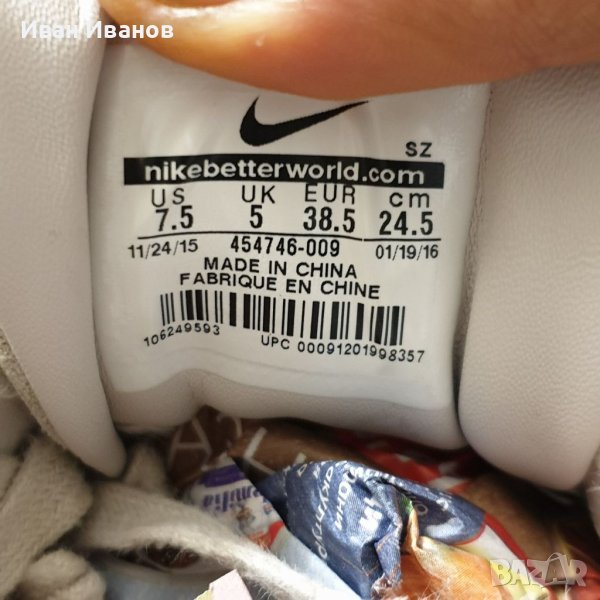 Иван Иванов
SZ
nikebetterworld.com
US UK EUR cm
7.5 5 38.5 24.5
11/24/15 454746-009 01/19/16
MADE IN CHINA
FABRIQUE EN CHINE
106249593
UPC 00091201998357
BAZAR